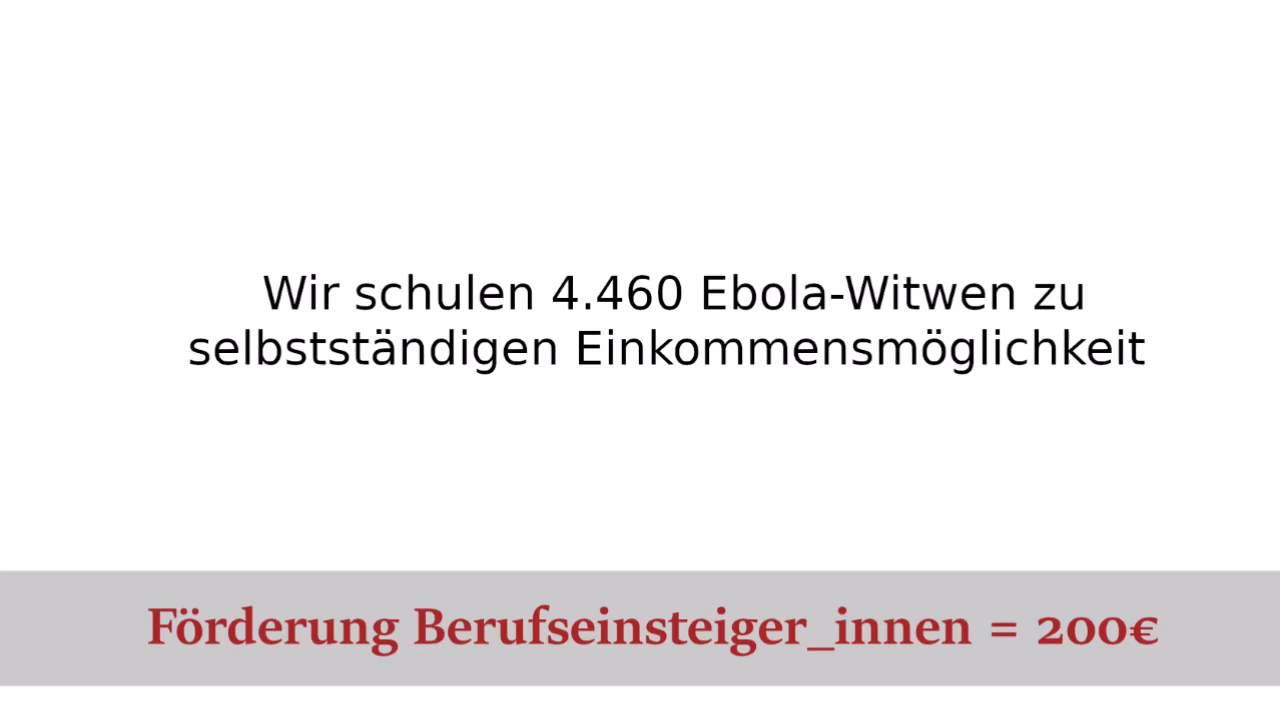 Wir schulen 4.460 Ebola-Witwen zu
selbstständigen Einkommensmöglichkeit
Förderung Berufseinsteiger_innen = 200€